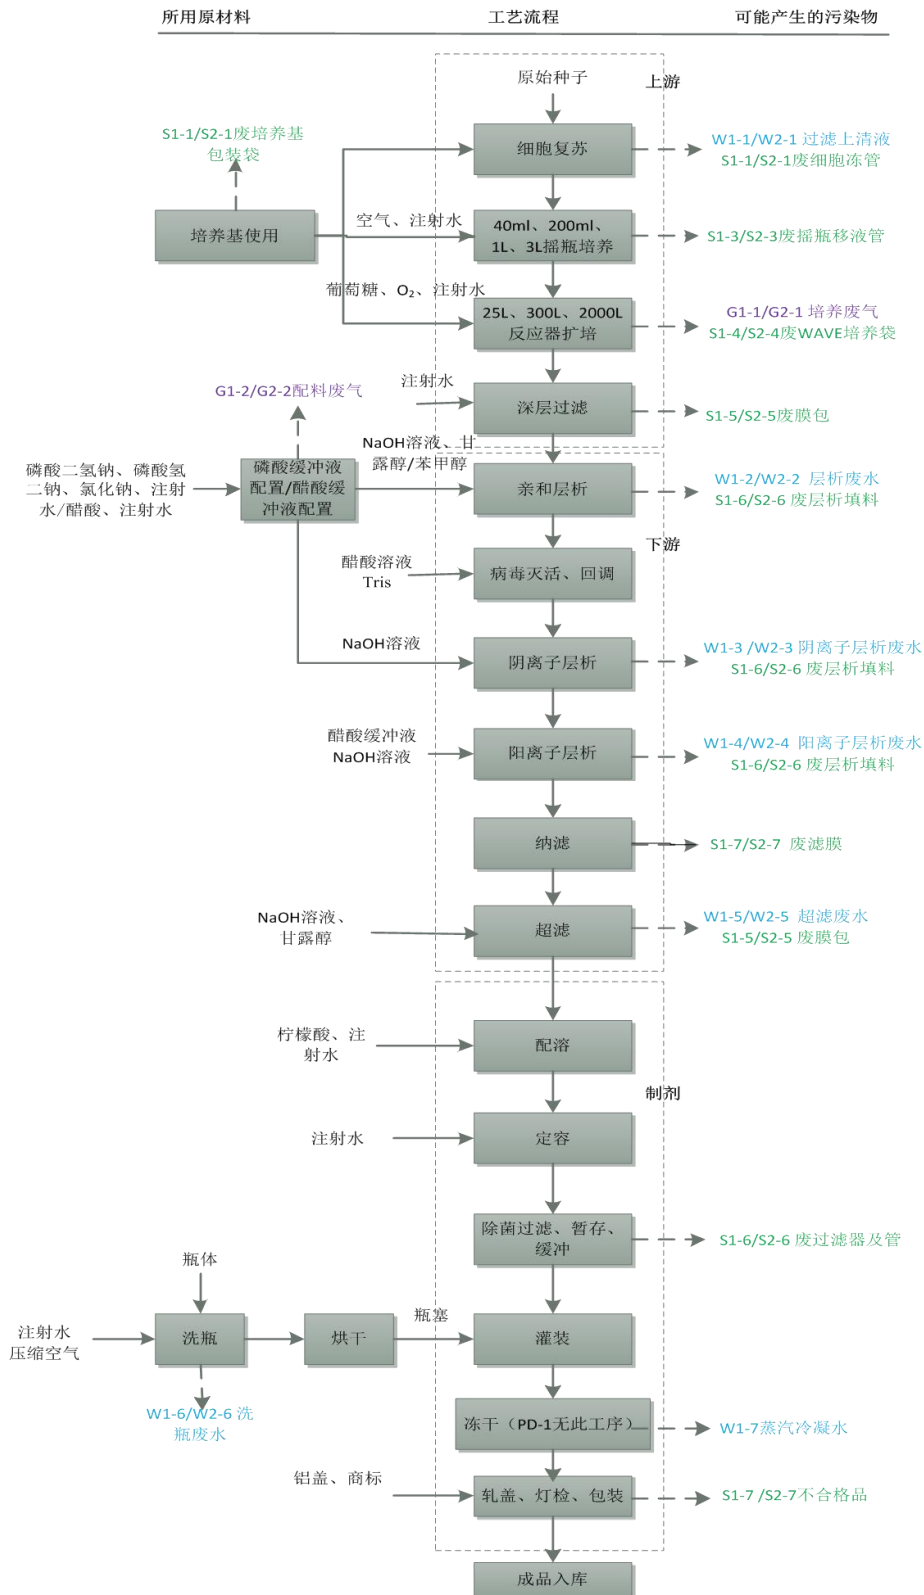 所用原材料
工艺流程
可能产生的污染物
原始种子
上游
S1-1/S2-1废培养基
包装袋
细胞复苏
W1-1/W2-1 过滤上清液
S1-1/S2-1废细胞冻管
培养基使用
空气、注射水
40ml、200ml、
1L、3L摇瓶培养
S1-3/S2-3废摇瓶移液管
葡萄糖、O₂、注射水
25L、300L、2000L
反应器扩培
G1-1/G2-1 培养废气
S1-4/S2-4废WAVE培养袋
注射水
深层过滤
S1-5/S2-5废膜包
G1-2/G2-2配料废气
NaOH溶液、甘
露醇/苯甲醇
磷酸二氢钠、磷酸氢
二钠、氯化钠、注射
水/醋酸、注射水
磷酸缓冲液
配置/醋酸缓
冲液配置
亲和层析
W1-2/W2-2 层析废水
S1-6/S2-6 废层析填料
下游
醋酸溶液
Tris
病毒灭活、回调
NaOH溶液
阴离子层析
W1-3 /W2-3 阴离子层析废水
S1-6/S2-6 废层析填料
醋酸缓冲液
NaOH溶液
阳离子层析
W1-4/W2-4 阳离子层析废水
S1-6/S2-6 废层析填料
纳滤
S1-7/S2-7 废滤膜
NaOH溶液、
甘露醇
超滤
W1-5/W2-5 超滤废水
S1-5/S2-5 废膜包
柠檬酸、注
射水
配溶
制剂
注射水
定容
除菌过滤、暂存、
缓冲
S1-6/S2-6 废过滤器及管
瓶体
注射水
压缩空气
洗瓶
烘干
瓶塞
灌装
W1-6/W2-6 洗
瓶废水
冻干（PD-1无此工序）
W1-7蒸汽冷凝水
铝盖、商标
轧盖、灯检、包装
S1-7 /S2-7不合格品
成品入库